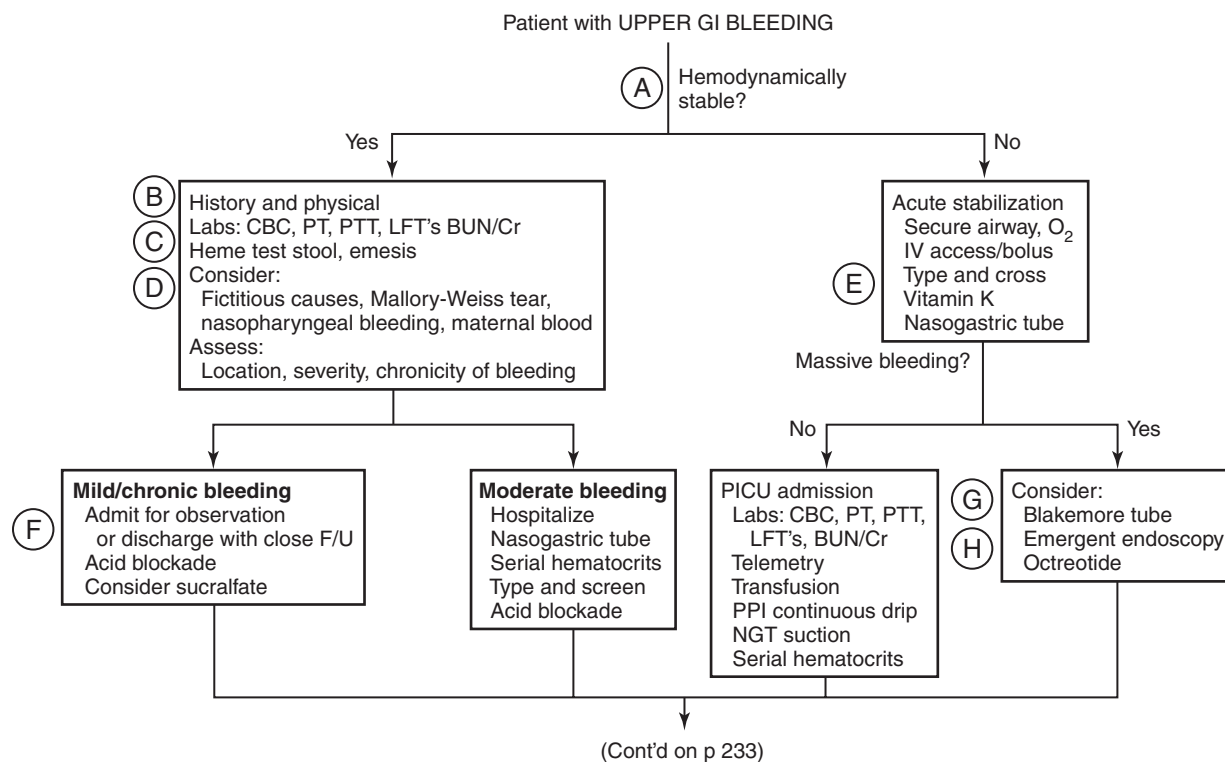 Patient with UPPER GI BLEEDING
A
Hemodynamically
stable?
Yes
No
B
C
D
History and physical
Labs: CBC, PT, PTT, LFT's BUN/Cr
Heme test stool, emesis
Consider:
Fictitious causes, Mallory-Weiss tear,
nasopharyngeal bleeding, maternal blood
Assess:
Location, severity, chronicity of bleeding
E
Acute stabilization
Secure airway, O2
IV access/bolus
Type and cross
Vitamin K
Nasogastric tube
Massive bleeding?
No
Yes
F
Mild/chronic bleeding
Admit for observation
or discharge with close F/U
Acid blockade
Consider sucralfate
Moderate bleeding
Hospitalize
Nasogastric tube
Serial hematocrits
Type and screen
Acid blockade
PICU admission
Labs: CBC, PT, PTT,
LFT's, BUN/Cr
Telemetry
Transfusion
PPI continuous drip
NGT suction
Serial hematocrits
G
H
Consider:
Blakemore tube
Emergent endoscopy
Octreotide
(Cont'd on p 233)